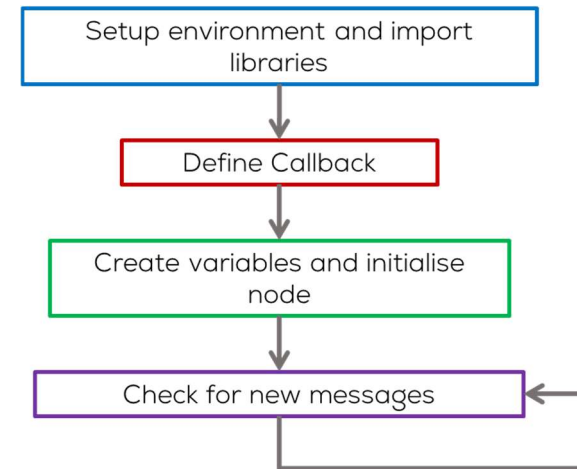 Setup environment and import
libraries
Define Callback
Create variables and initialise
node
Check for new messages